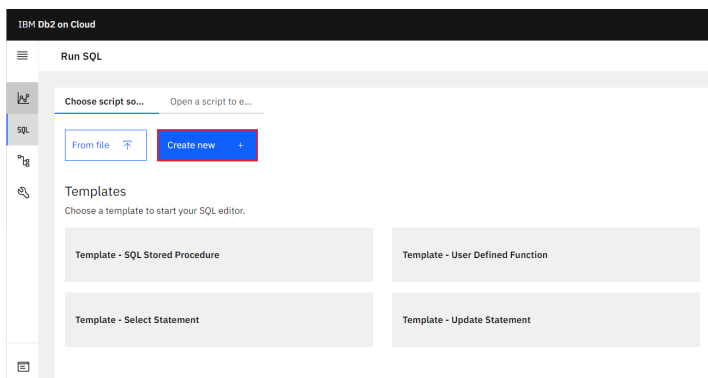 IBM Db2 on Cloud
Run SQL
Choose script so... Open a script to e...
SQL
From file Create new +
Templates
Choose a template to start your SQL editor.
Template - SQL Stored Procedure Template - User Defined Function
Template - Select Statement Template - Update Statement